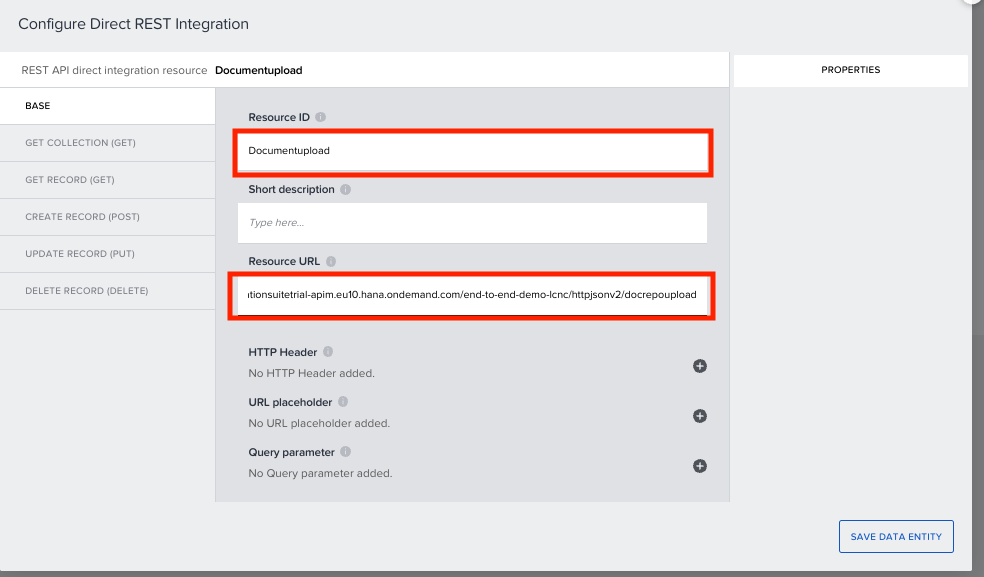 Configure Direct REST Integration
REST API direct integration resource Documentupload
PROPERTIES
BASE
GET COLLECTION (GET)
GET RECORD (GET)
CREATE RECORD (POST)
UPDATE RECORD (PUT)
DELETE RECORD (DELETE)
Resource ID
Documentupload
Short description
Type here...
Resource URL
ationsuitetrial-apim.eu10.hana.ondemand.com/end-to-end-demo-lcnc/httpjsonv2/docrepoupload
HTTP Header
No HTTP Header added.
URL placeholder
No URL placeholder added.
Query parameter
No Query parameter added.
SAVE DATA ENTITY